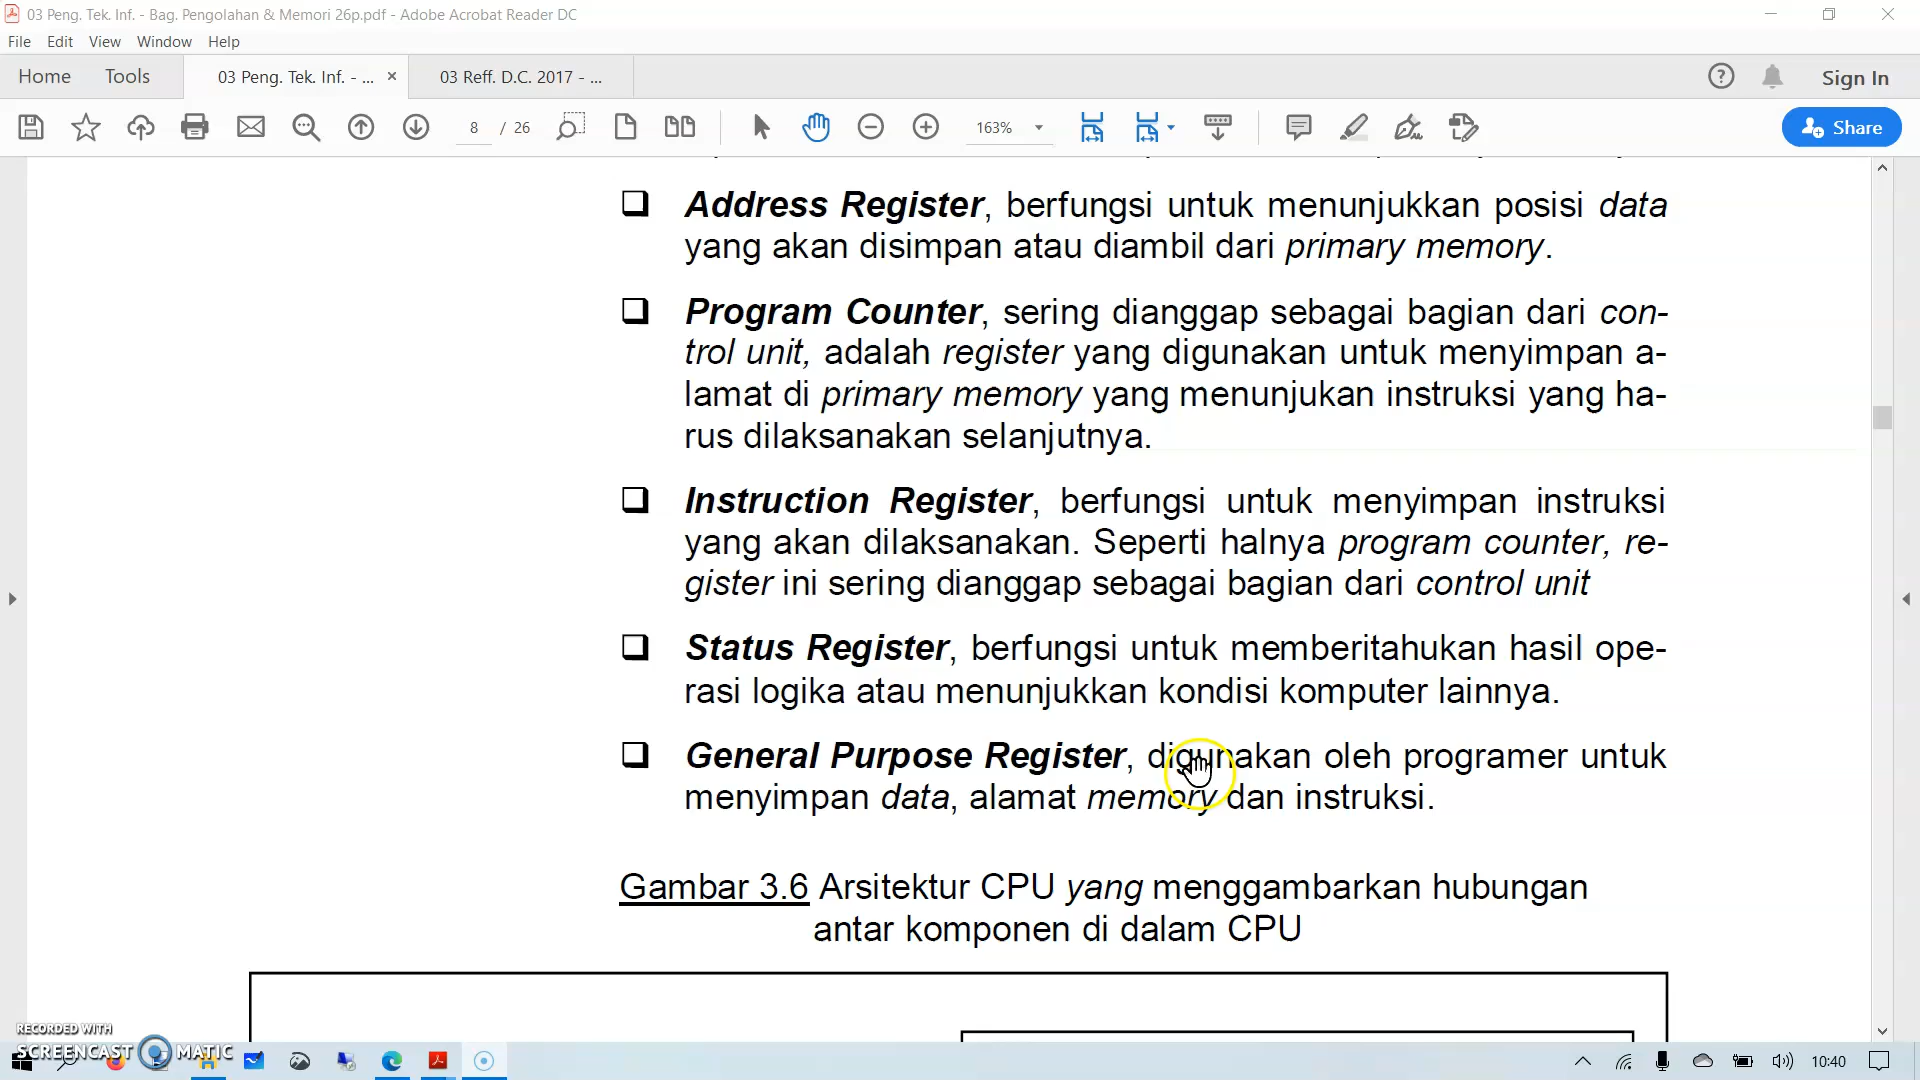 03 Peng. Tek. Inf. - Bag. Pengolahan & Memori 26p.pdf - Adobe Acrobat Reader DC
File Edit View Window Help
Home Tools 03 Peng. Tek. Inf. - ... × 03 Reff. D.C. 2017 - ... Sign In
8 / 26 163% Share
Address Register, berfungsi untuk menunjukkan posisi data
yang akan disimpan atau diambil dari primary memory.
Program Counter, sering dianggap sebagai bagian dari con-
trol unit, adalah register yang digunakan untuk menyimpan a-
lamat di primary memory yang menunjukan instruksi yang ha-
rus dilaksanakan selanjutnya.
Instruction Register, berfungsi untuk menyimpan instruksi
yang akan dilaksanakan. Seperti halnya program counter, re-
gister ini sering dianggap sebagai bagian dari control unit
Status Register, berfungsi untuk memberitahukan hasil ope-
rasi logika atau menunjukkan kondisi komputer lainnya.
General Purpose Register, digunakan oleh programer untuk
menyimpan data, alamat memory dan instruksi.
Gambar 3.6 Arsitektur CPU yang menggambarkan hubungan
antar komponen di dalam CPU
RECORDED WITH
SCREENCAST MATIC
10:40